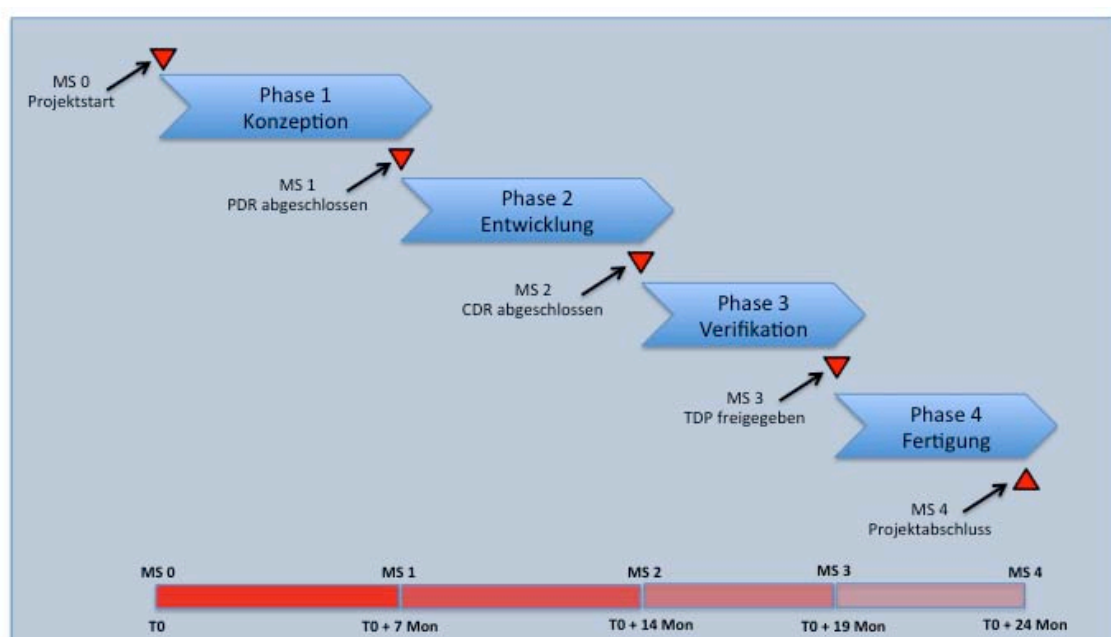 MS 0
Projektstart
Phase 1
Konzeption
MS 1
PDR abgeschlossen
Phase 2
Entwicklung
MS 2
CDR abgeschlossen
Phase 3
Verifikation
MS 3
TDP freigegeben
Phase 4
Fertigung
MS 4
Projektabschluss
MS 0 MS 1 MS 2 MS 3 MS 4
T0 T0 + 7 Mon T0 + 14 Mon T0 + 19 Mon T0 + 24 Mon